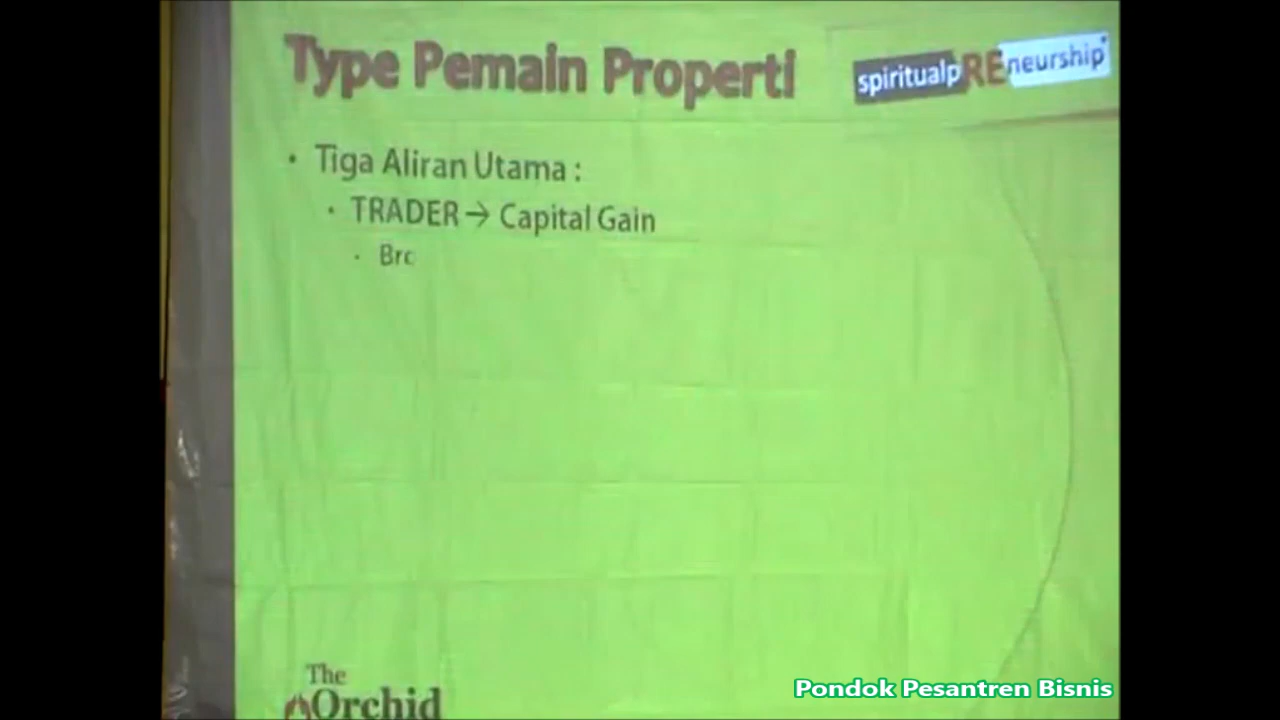 Type Pemain Properti
spiritualpREneurship
• Tiga Aliran Utama :
• TRADER → Capital Gain
• Brc
The
Orchid
Pondok Pesantren Bisnis